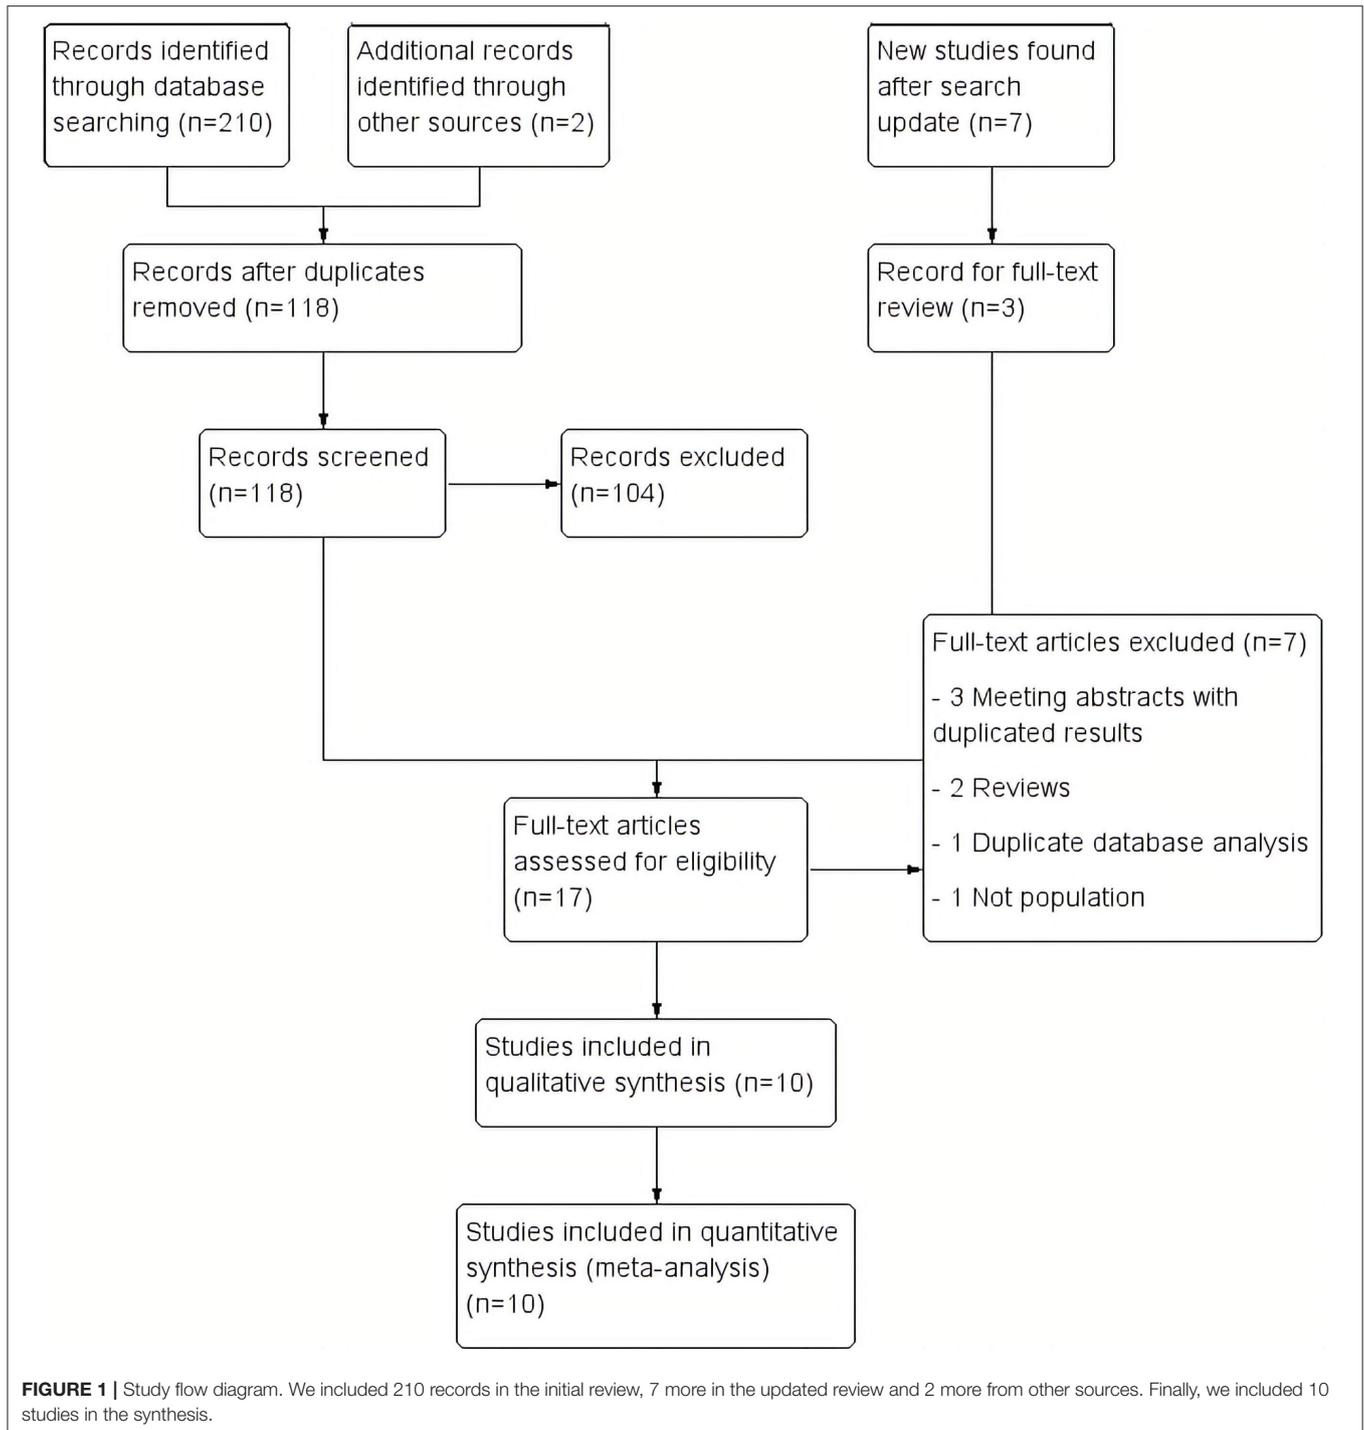 Records identified
through database
searching (n=210)
Additional records
identified through
other sources (n=2)
New studies found
after search
update (n=7)
Records after duplicates
removed (n=118)
Record for full-text
review (n=3)
Records screened
(n=118)
Records excluded
(n=104)
Full-text articles excluded (n=7)
- 3 Meeting abstracts with
duplicated results
- 2 Reviews
- 1 Duplicate database analysis
- 1 Not population
Full-text articles
assessed for eligibility
(n=17)
Studies included in
qualitative synthesis (n=10)
Studies included in quantitative
synthesis (meta-analysis)
(n=10)
FIGURE 1 | Study flow diagram. We included 210 records in the initial review, 7 more in the updated review and 2 more from other sources. Finally, we included 10
studies in the synthesis.